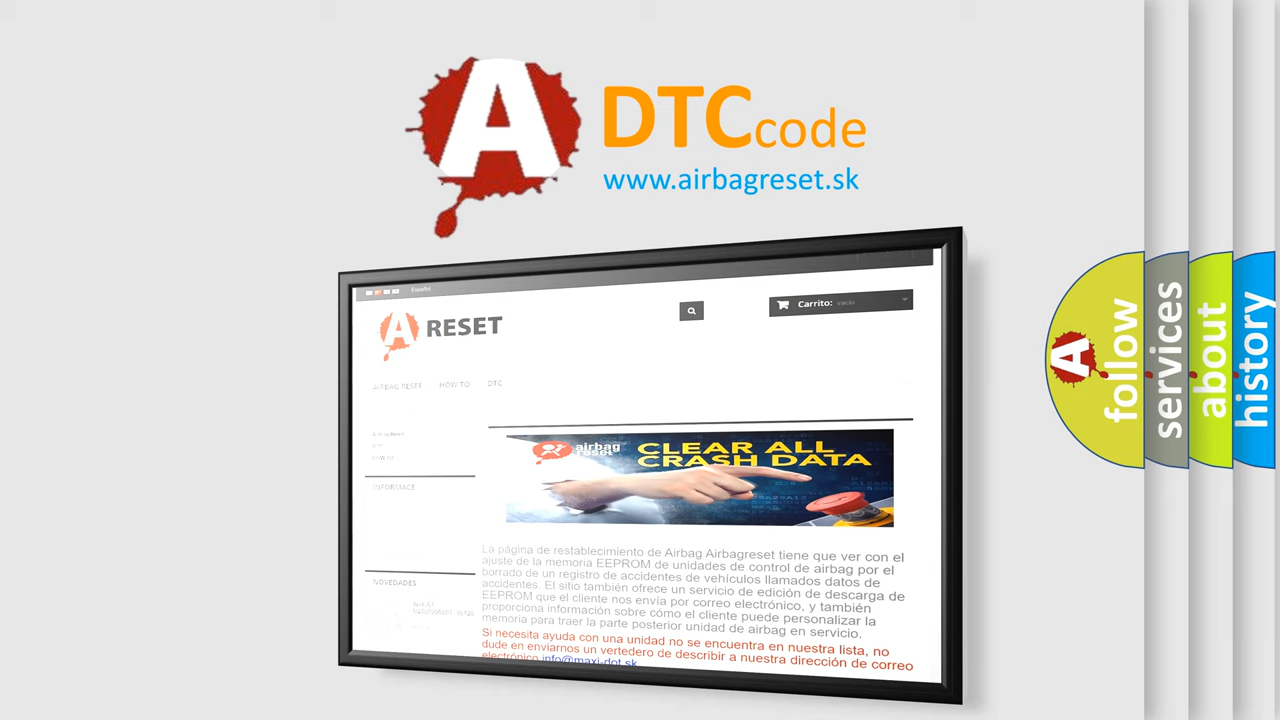 A DTCcode
www.airbagreset.sk
Español
Carrito: vacío
A RESET
AIRBAG RESET HOW TO DTC
HOW TO
INFORMACE
airbag
reset
CLEAR ALL
CRASH DATA
La página de restablecimiento de Airbag Airbagreset tiene que ver con el
ajuste de la memoria EEPROM de unidades de control de airbag por el
borrado de un registro de accidentes de vehículos llamados datos de
accidentes. El sitio también ofrece un servicio de edición de descarga de
EEPROM que el cliente nos envía por correo electrónico, y también
proporciona información sobre cómo el cliente puede personalizar la
memoria para traer la parte posterior unidad de airbag en servicio.
Si necesita ayuda con una unidad no se encuentra en nuestra lista, no
dude en enviarnos un vertedero de describir a nuestra dirección de correo
electrónico info@maxi-dot.sk
NOVEDADES
A follow
services
about
history